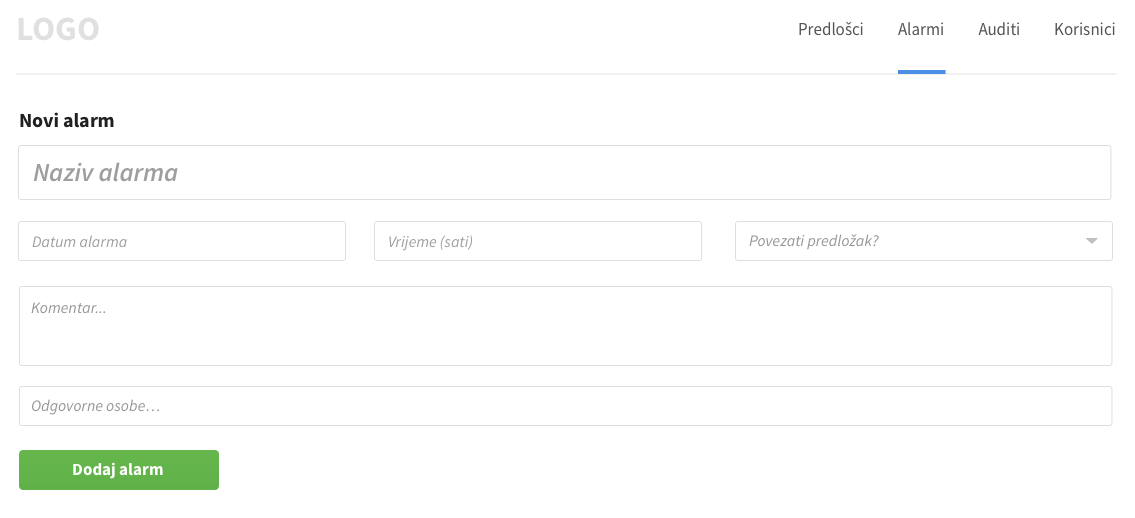 LOGO
Predlošci Alarmi Auditi Korisnici
Novi alarm
Naziv alarma
Datum alarma Vrijeme (sati) Povezati predložak?
Komentar...
Odgovorne osobe…
Dodaj alarm